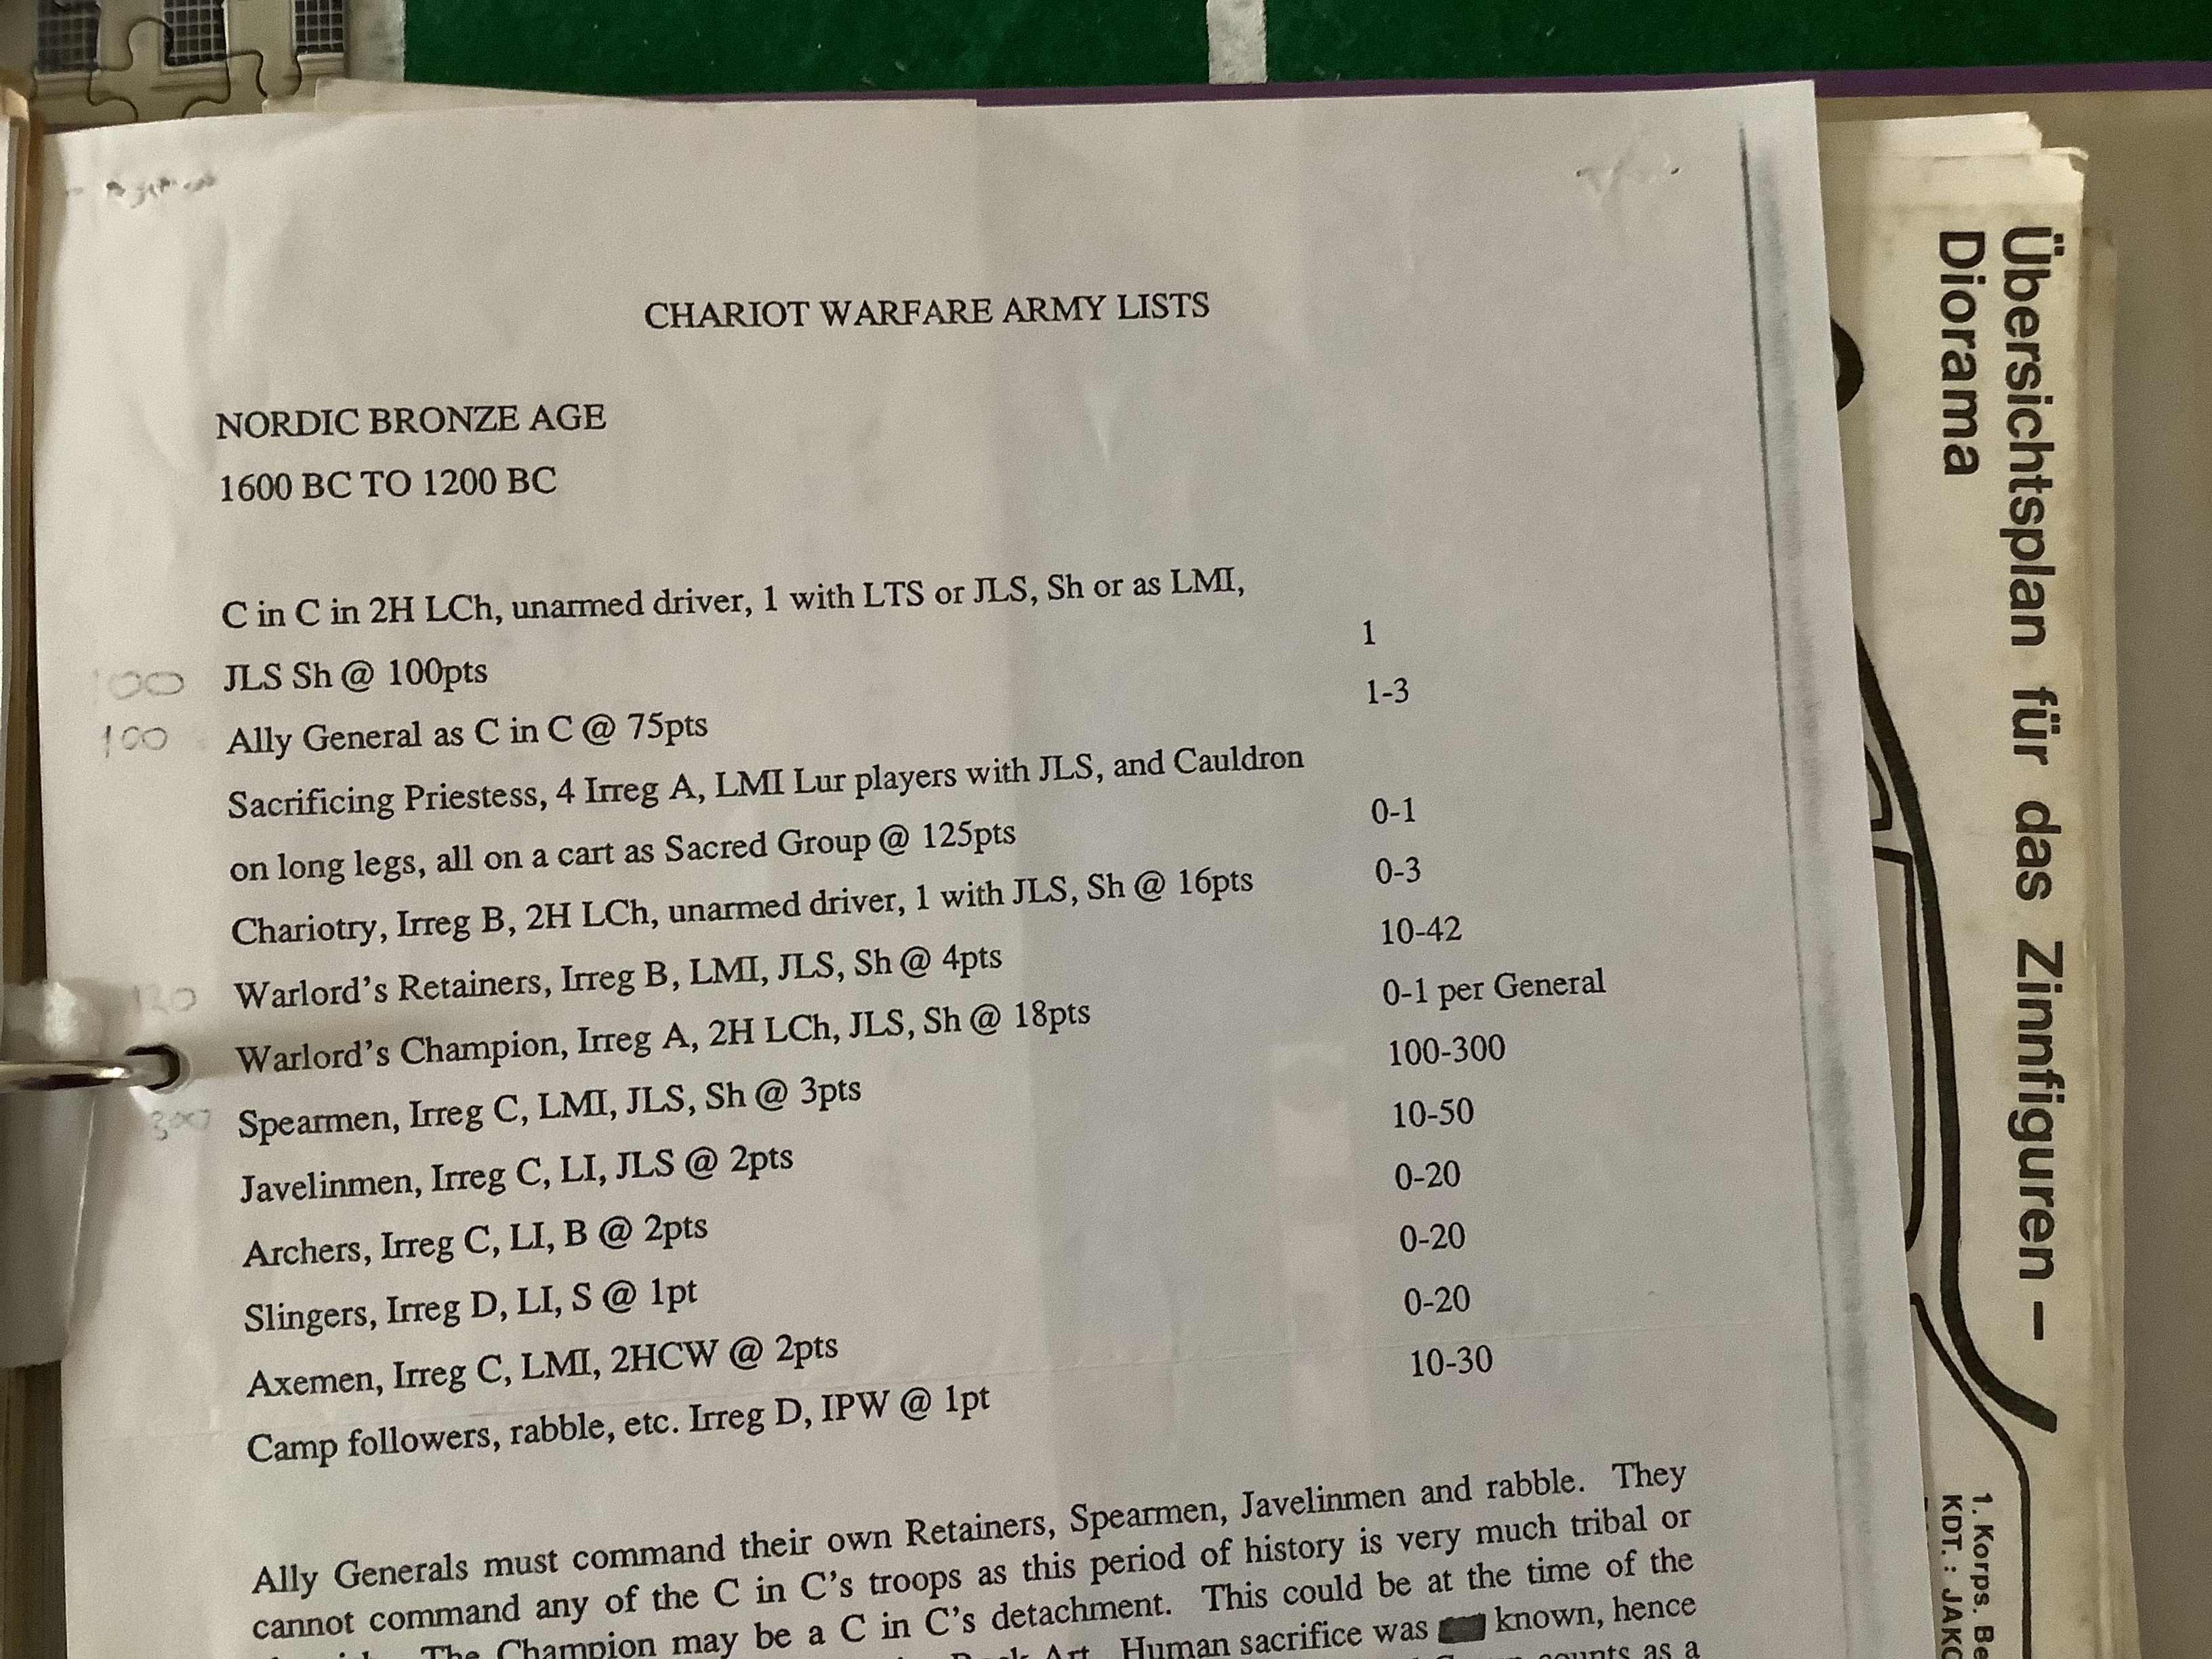 CHARIOT WARFARE ARMY LISTS
NORDIC BRONZE AGE
1600 BC TO 1200 BC
C in C in 2H LCh, unarmed driver, 1 with LTS or JLS, Sh or as LMI,
JLS Sh @ 100pts 1
Ally General as C in C @ 75pts 1-3
Sacrificing Priestess, 4 Irreg A, LMI Lur players with JLS, and Cauldron
on long legs, all on a cart as Sacred Group @ 125pts 0-1
Chariotry, Irreg B, 2H LCh, unarmed driver, 1 with JLS, Sh @ 16pts 0-3
Warlord's Retainers, Irreg B, LMI, JLS, Sh @ 4pts 10-42
Warlord's Champion, Irreg A, 2H LCh, JLS, Sh @ 18pts 0-1 per General
300 Spearmen, Irreg C, LMI, JLS, Sh @ 3pts 100-300
Javelinmen, Irreg C, LI, JLS @ 2pts 10-50
Archers, Irreg C, LI, B @ 2pts 0-20
Slingers, Irreg D, LI, S @ 1pt 0-20
Axemen, Irreg C, LMI, 2HCW @ 2pts 0-20
Camp followers, rabble, etc. Irreg D, IPW @ 1pt 10-30
100
Ally Generals must command their own Retainers, Spearmen, Javelinmen and rabble. They
cannot command any of the C in C's troops as this period of history is very much tribal or
The Champion may be a C in C's detachment. This could be at the time of the
Rock Art. Human sacrifice was known, hence
counts as a
Übersichtsplan für das Zinnfiguren –
Diorama
1. Korps. Be
KDT. : JAKO